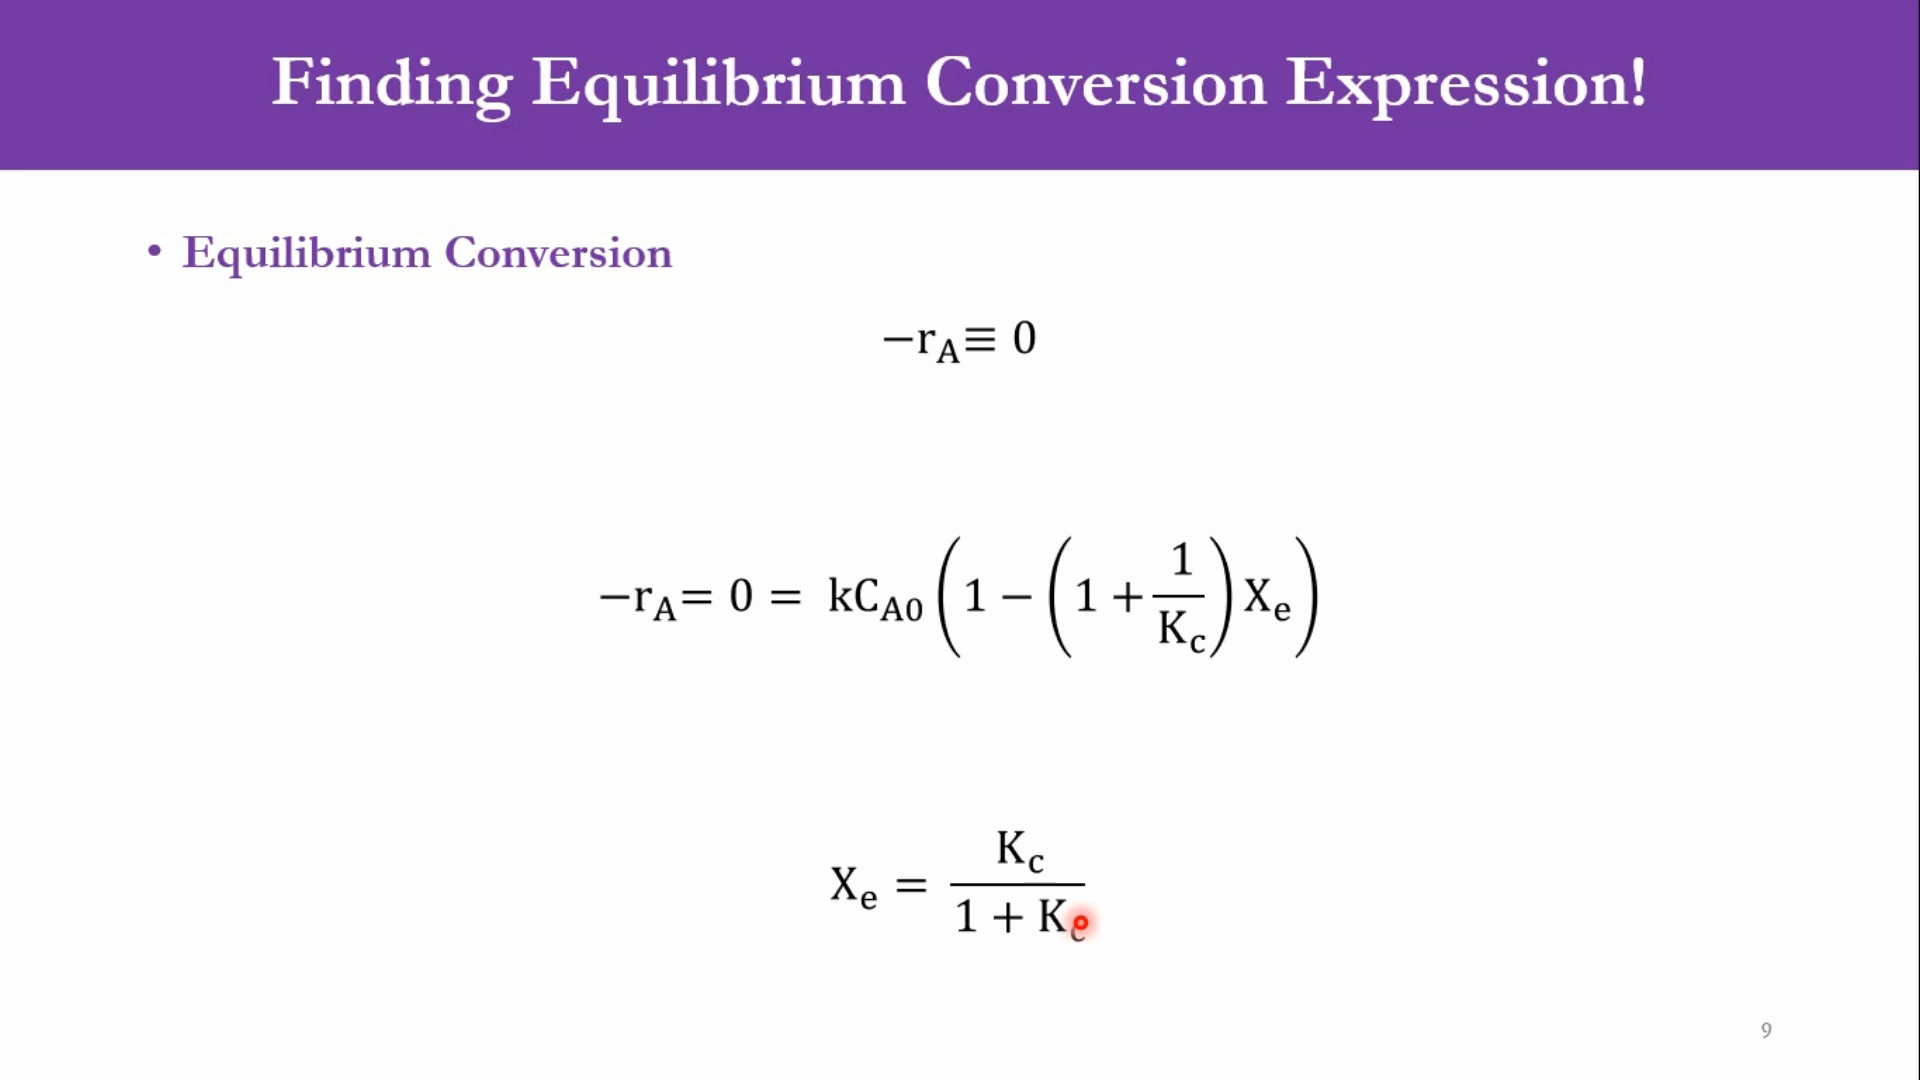 Finding Equilibrium Conversion Expression!
• Equilibrium Conversion
−r_A≡ 0
−r_A= 0 = kC_A0 (1 − (1 + 1/K_c) X_e)
X_e = K_c / (1 + K_c)
9